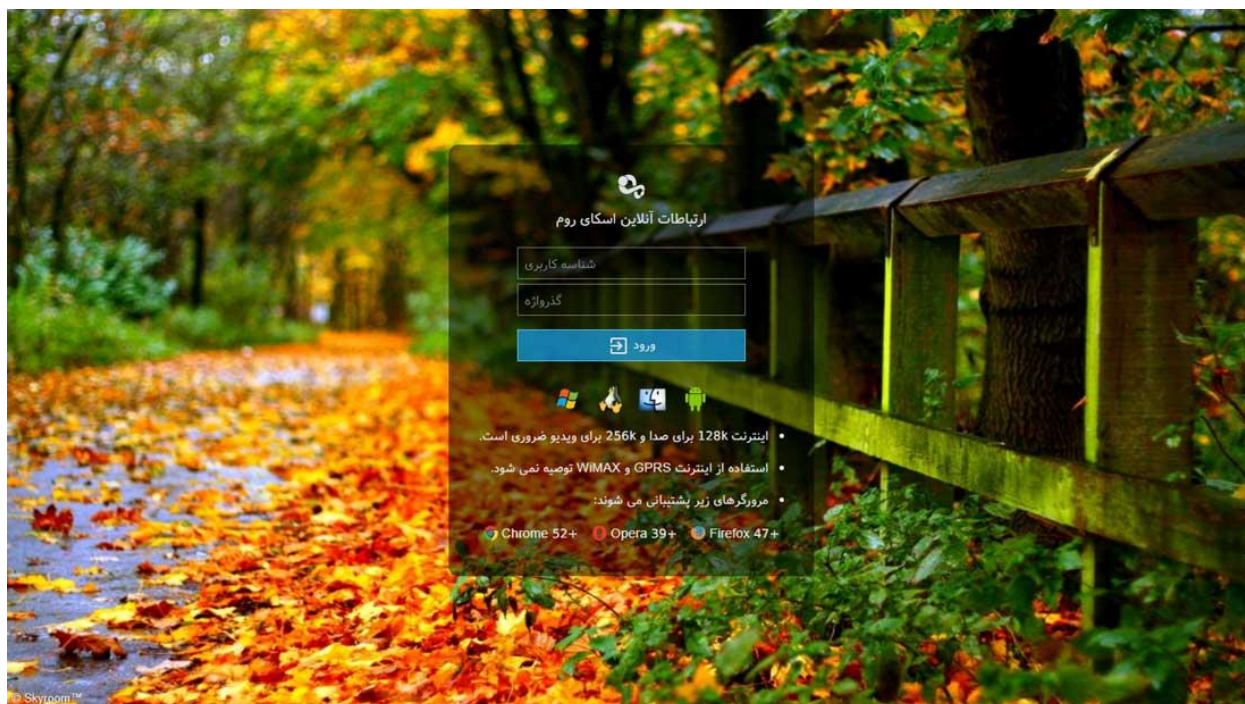 ارتباطات آنلاین اسکای روم
شناسه کاربری
گذرواژه
ورود
اینترنت 128k برای صدا و 256k برای ویدیو ضروری است.
استفاده از اینترنت GPRS و WiMAX توصیه نمی شود.
مرورگرهای زیر پشتیبانی می شوند:
Chrome 52+ Opera 39+ Firefox 47+
© Skyroom™